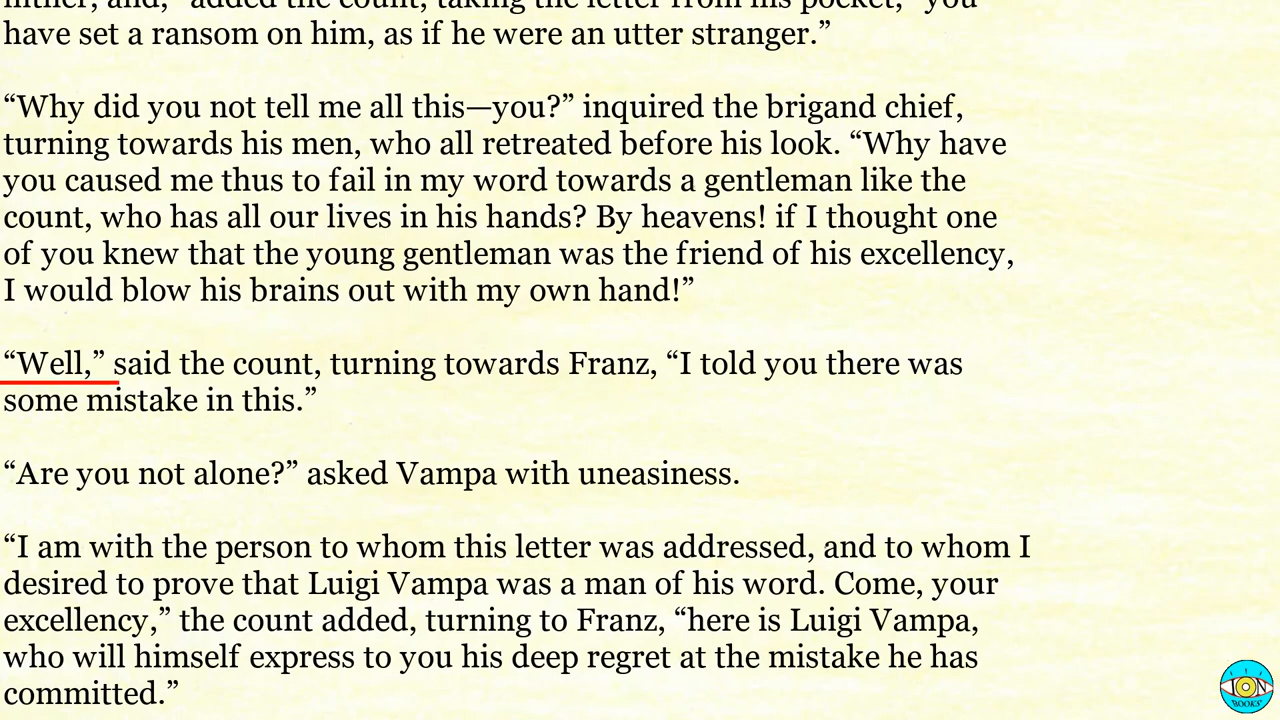 have set a ransom on him, as if he were an utter stranger.”
“Why did you not tell me all this—you?” inquired the brigand chief,
turning towards his men, who all retreated before his look. “Why have
you caused me thus to fail in my word towards a gentleman like the
count, who has all our lives in his hands? By heavens! if I thought one
of you knew that the young gentleman was the friend of his excellency,
I would blow his brains out with my own hand!”
“Well,” said the count, turning towards Franz, “I told you there was
some mistake in this.”
“Are you not alone?” asked Vampa with uneasiness.
“I am with the person to whom this letter was addressed, and to whom I
desired to prove that Luigi Vampa was a man of his word. Come, your
excellency,” the count added, turning to Franz, “here is Luigi Vampa,
who will himself express to you his deep regret at the mistake he has
committed.”
ION
BOOKS